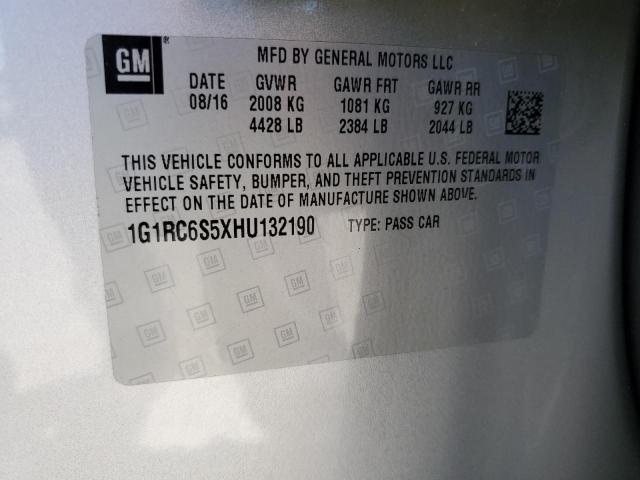 GM
MFD BY GENERAL MOTORS LLC
DATE GVWR GAWR FRT GAWR RR
08/16 2008 KG 1081 KG 927 KG
4428 LB 2384 LB 2044 LB
THIS VEHICLE CONFORMS TO ALL APPLICABLE U.S. FEDERAL MOTOR
VEHICLE SAFETY, BUMPER, AND THEFT PREVENTION STANDARDS IN
EFFECT ON THE DATE OF MANUFACTURE SHOWN ABOVE.
1G1RC6S5XHU132190 TYPE: PASS CAR